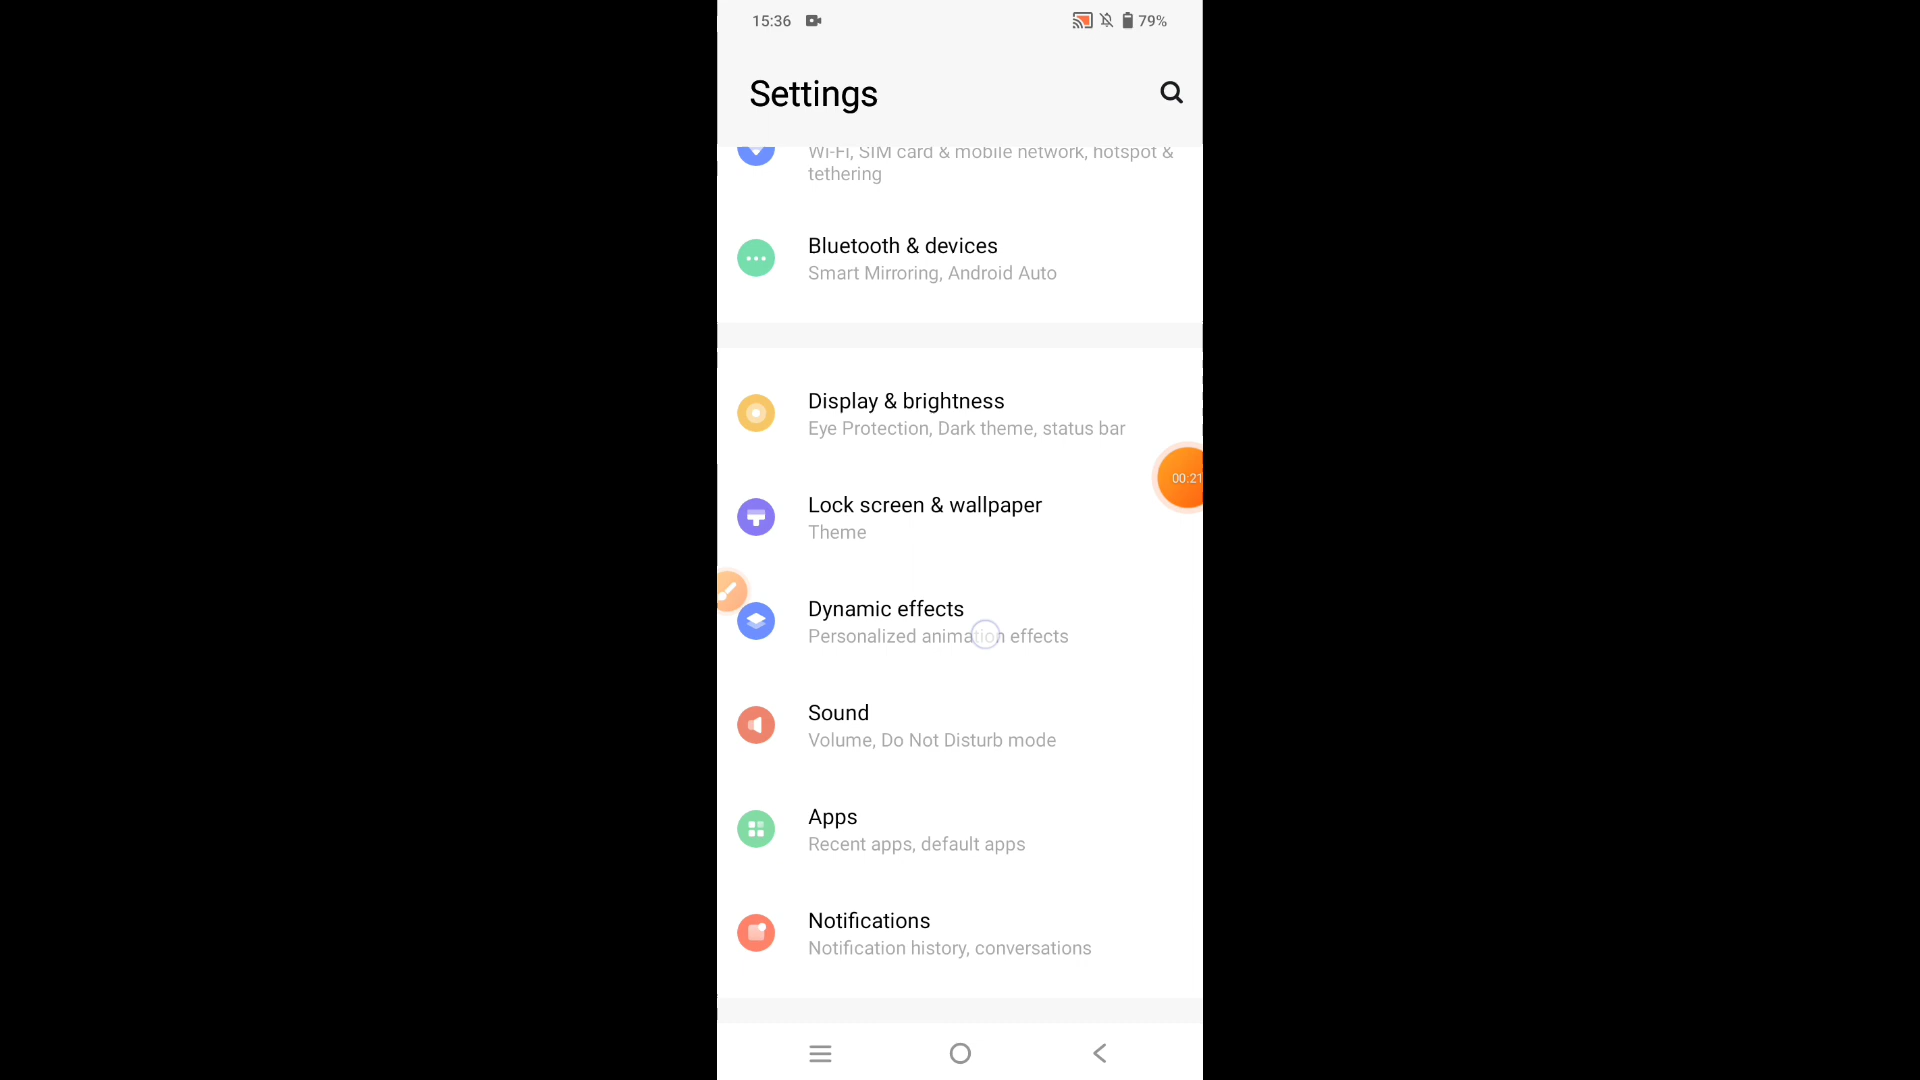 15:36
79%
Settings
Wi-Fi, SIM card & mobile network, hotspot &
tethering
Bluetooth & devices
Smart Mirroring, Android Auto
Display & brightness
Eye Protection, Dark theme, status bar
00:21
Lock screen & wallpaper
Theme
Dynamic effects
Personalized animation effects
Sound
Volume, Do Not Disturb mode
Apps
Recent apps, default apps
Notifications
Notification history, conversations